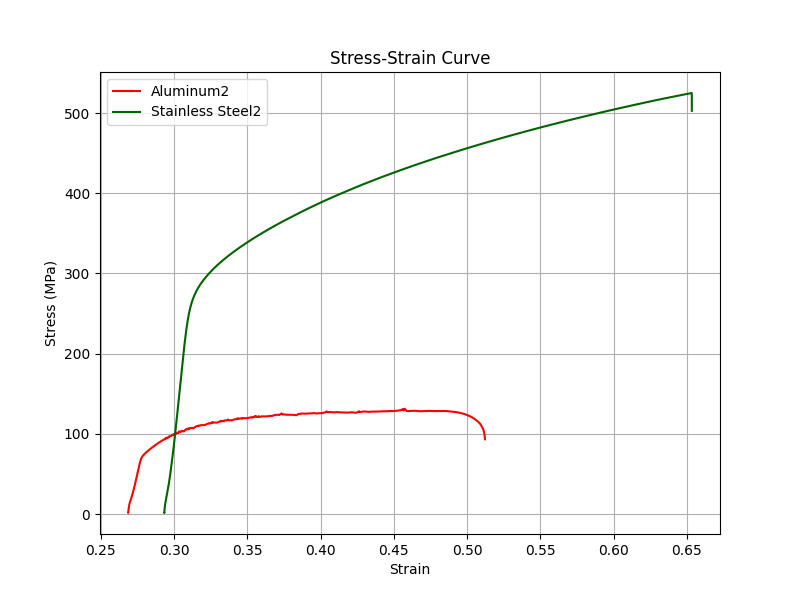 Stress-Strain Curve
Aluminum2
Stainless Steel2
Stress (MPa)
500
400
300
200
100
0
0.25 0.30 0.35 0.40 0.45 0.50 0.55 0.60 0.65
Strain